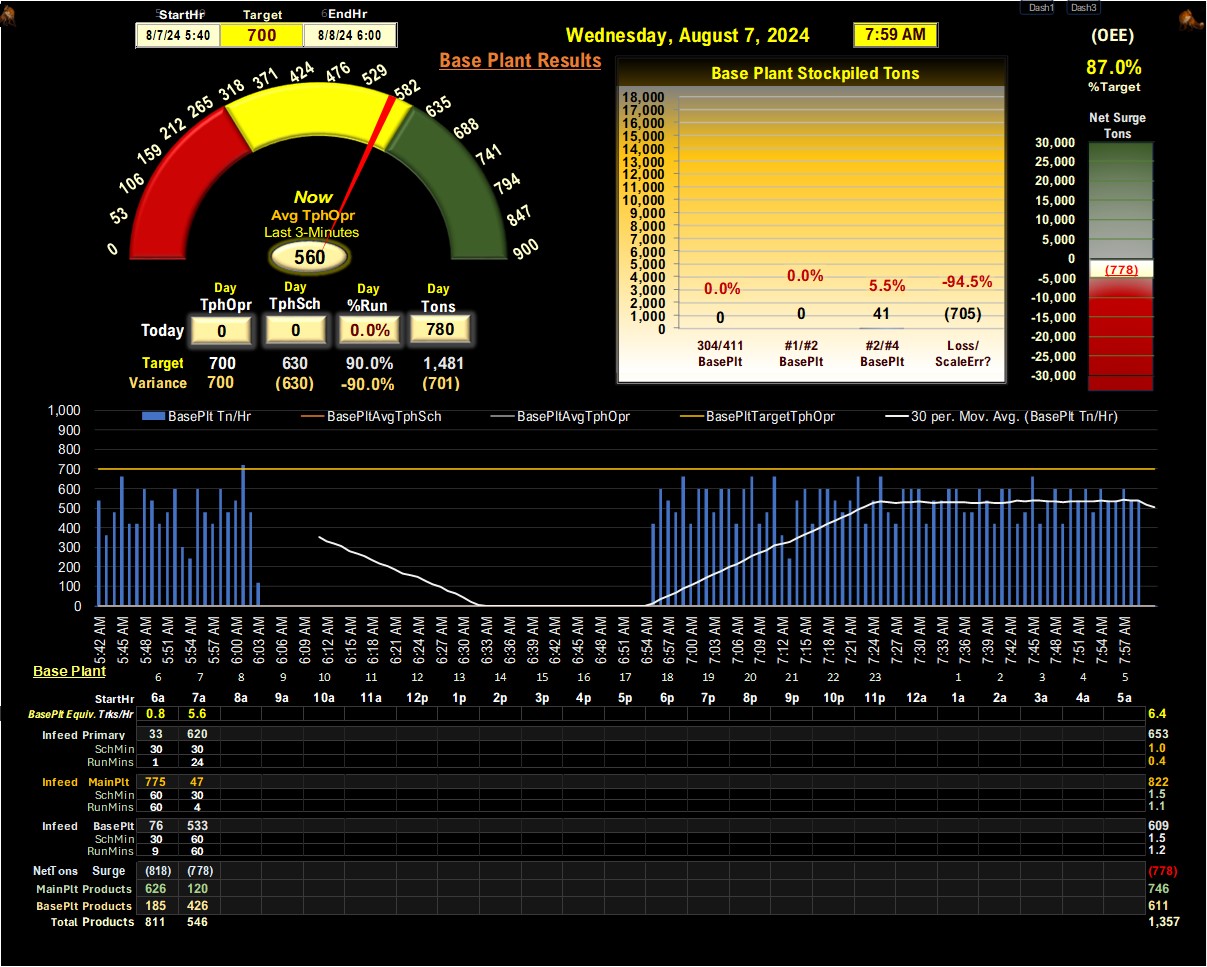 StartHr Target EndHr
8/7/24 5:40 700 8/8/24 6:00
Wednesday, August 7, 2024 7:59 AM
Dash1 Dash3
(OEE)
87.0%
%Target
Base Plant Results
0 53 106 159 212 265 318 371 424 476 529 582 635 688 741 794 847 900
Now
Avg TphOpr
Last 3-Minutes
560
Day Day Day Day
TphOpr TphSch %Run Tons
Today 0 0 0.0% 780
Target 700 630 90.0% 1,481
Variance 700 (630) -90.0% (701)
Base Plant Stockpiled Tons
18,000
17,000
16,000
15,000
14,000
13,000
12,000
11,000
10,000
9,000
8,000
7,000
6,000
5,000
4,000
3,000
2,000
1,000
0
0.0% 0.0% 5.5% -94.5%
0 0 41 (705)
304/411 #1/#2 #2/#4 Loss/
BasePlt BasePlt BasePlt ScaleErr?
Net Surge
Tons
30,000
25,000
20,000
15,000
10,000
5,000
0
-5,000
-10,000
-15,000
-20,000
-25,000
-30,000
(778)
BasePlt Tn/Hr BasePltAvgTphSch BasePltAvgTphOpr BasePltTargetTphOpr 30 per. Mov. Avg. (BasePlt Tn/Hr)
1,000
900
800
700
600
500
400
300
200
100
0
5:42 AM 5:45 AM 5:48 AM 5:51 AM 5:54 AM 5:57 AM 6:00 AM 6:03 AM 6:06 AM 6:09 AM 6:12 AM 6:15 AM 6:18 AM 6:21 AM 6:24 AM 6:27 AM 6:30 AM 6:33 AM 6:36 AM 6:39 AM 6:42 AM 6:45 AM 6:48 AM 6:51 AM 6:54 AM 6:57 AM 7:00 AM 7:03 AM 7:06 AM 7:09 AM 7:12 AM 7:15 AM 7:18 AM 7:21 AM 7:24 AM 7:27 AM 7:30 AM 7:33 AM 7:36 AM 7:39 AM 7:42 AM 7:45 AM 7:48 AM 7:51 AM 7:54 AM 7:57 AM
Base Plant
6 7 8 9 10 11 12 13 14 15 16 17 18 19 20 21 22 23 1 2 3 4 5
StartHr 6a 7a 8a 9a 10a 11a 12p 1p 2p 3p 4p 5p 6p 7p 8p 9p 10p 11p 12a 1a 2a 3a 4a 5a
BasePlt Equiv. Trks/Hr 0.8 5.6 6.4
Infeed Primary 33 620 653
SchMin 30 30 1.0
RunMins 1 24 0.4
Infeed MainPlt 775 47 822
SchMin 60 30 1.5
RunMins 60 4 1.1
Infeed BasePlt 76 533 609
SchMin 30 60 1.5
RunMins 9 60 1.2
NetTons Surge (818) (778) (778)
MainPlt Products 626 120 746
BasePlt Products 185 426 611
Total Products 811 546 1,357